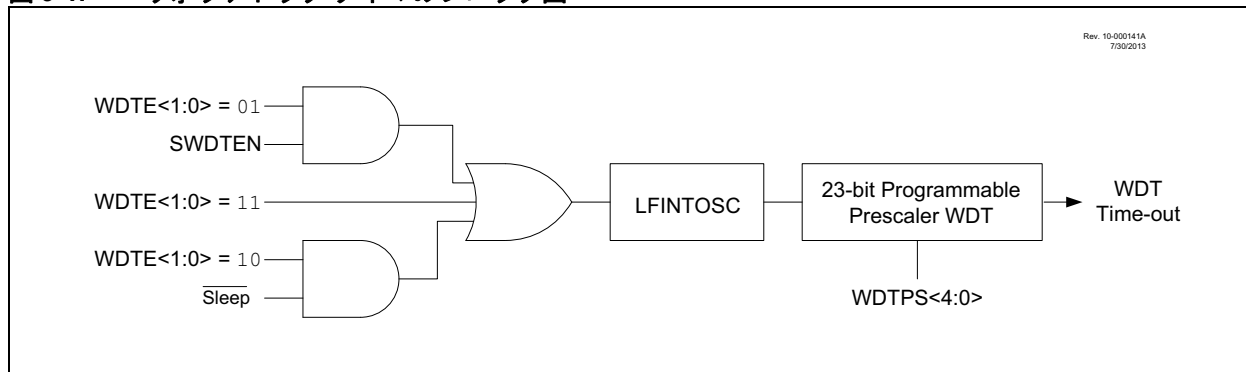 Rev. 10-000141A
7/30/2013
WDTE<1:0> = 01
SWDTEN
WDTE<1:0> = 11
WDTE<1:0> = 10
Sleep
LFINTOSC
23-bit Programmable
Prescaler WDT
WDT
Time-out
WDTPS<4:0>